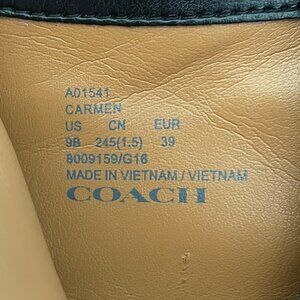 A01541
CARMEN
US CN EUR
9B 245(1.5) 39
8009159/G16
MADE IN VIETNAM / VIETNAM
COACH